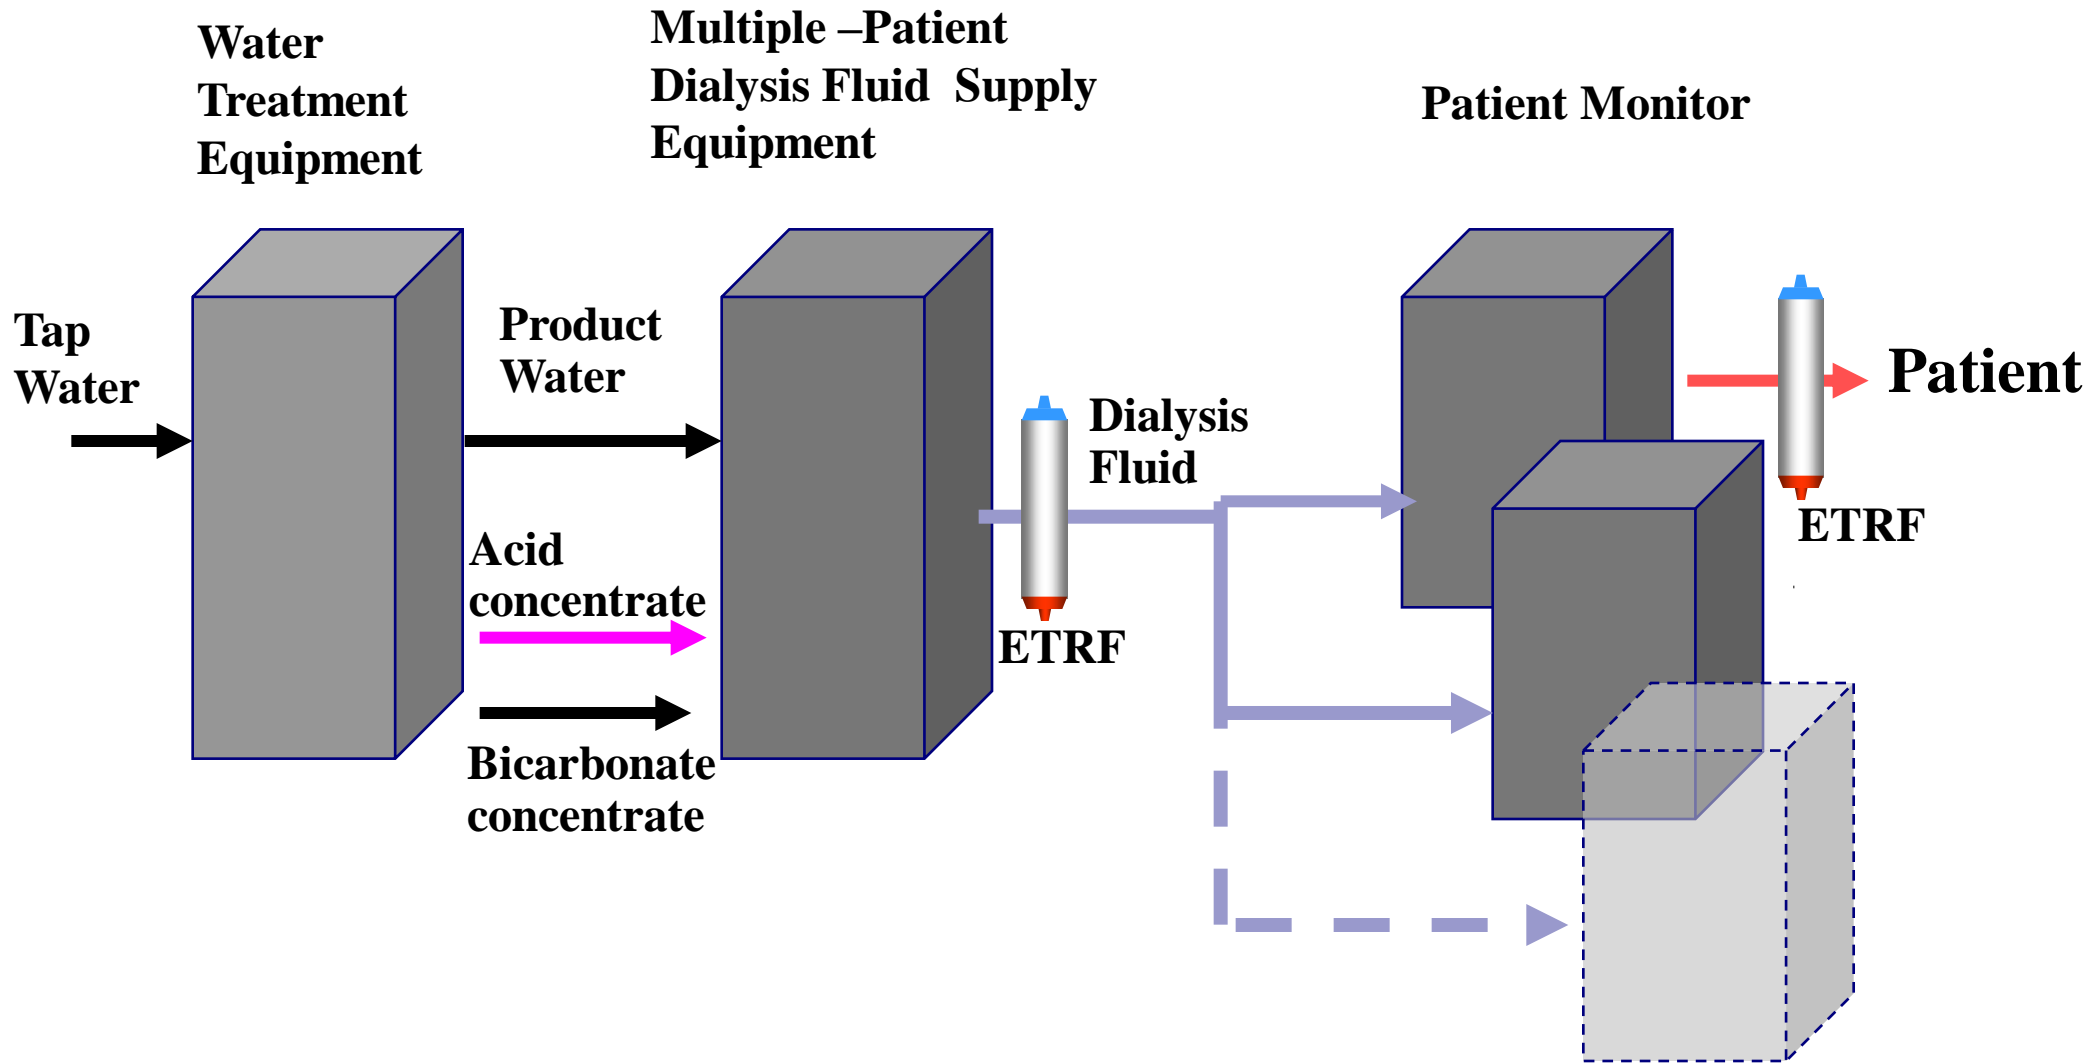 Water
Treatment
Equipment
Multiple –Patient
Dialysis Fluid  Supply
Equipment
Patient Monitor
Tap
Water
Product
Water
Acid
concentrate
Bicarbonate
concentrate
ETRF
Dialysis
Fluid
Patient
ETRF